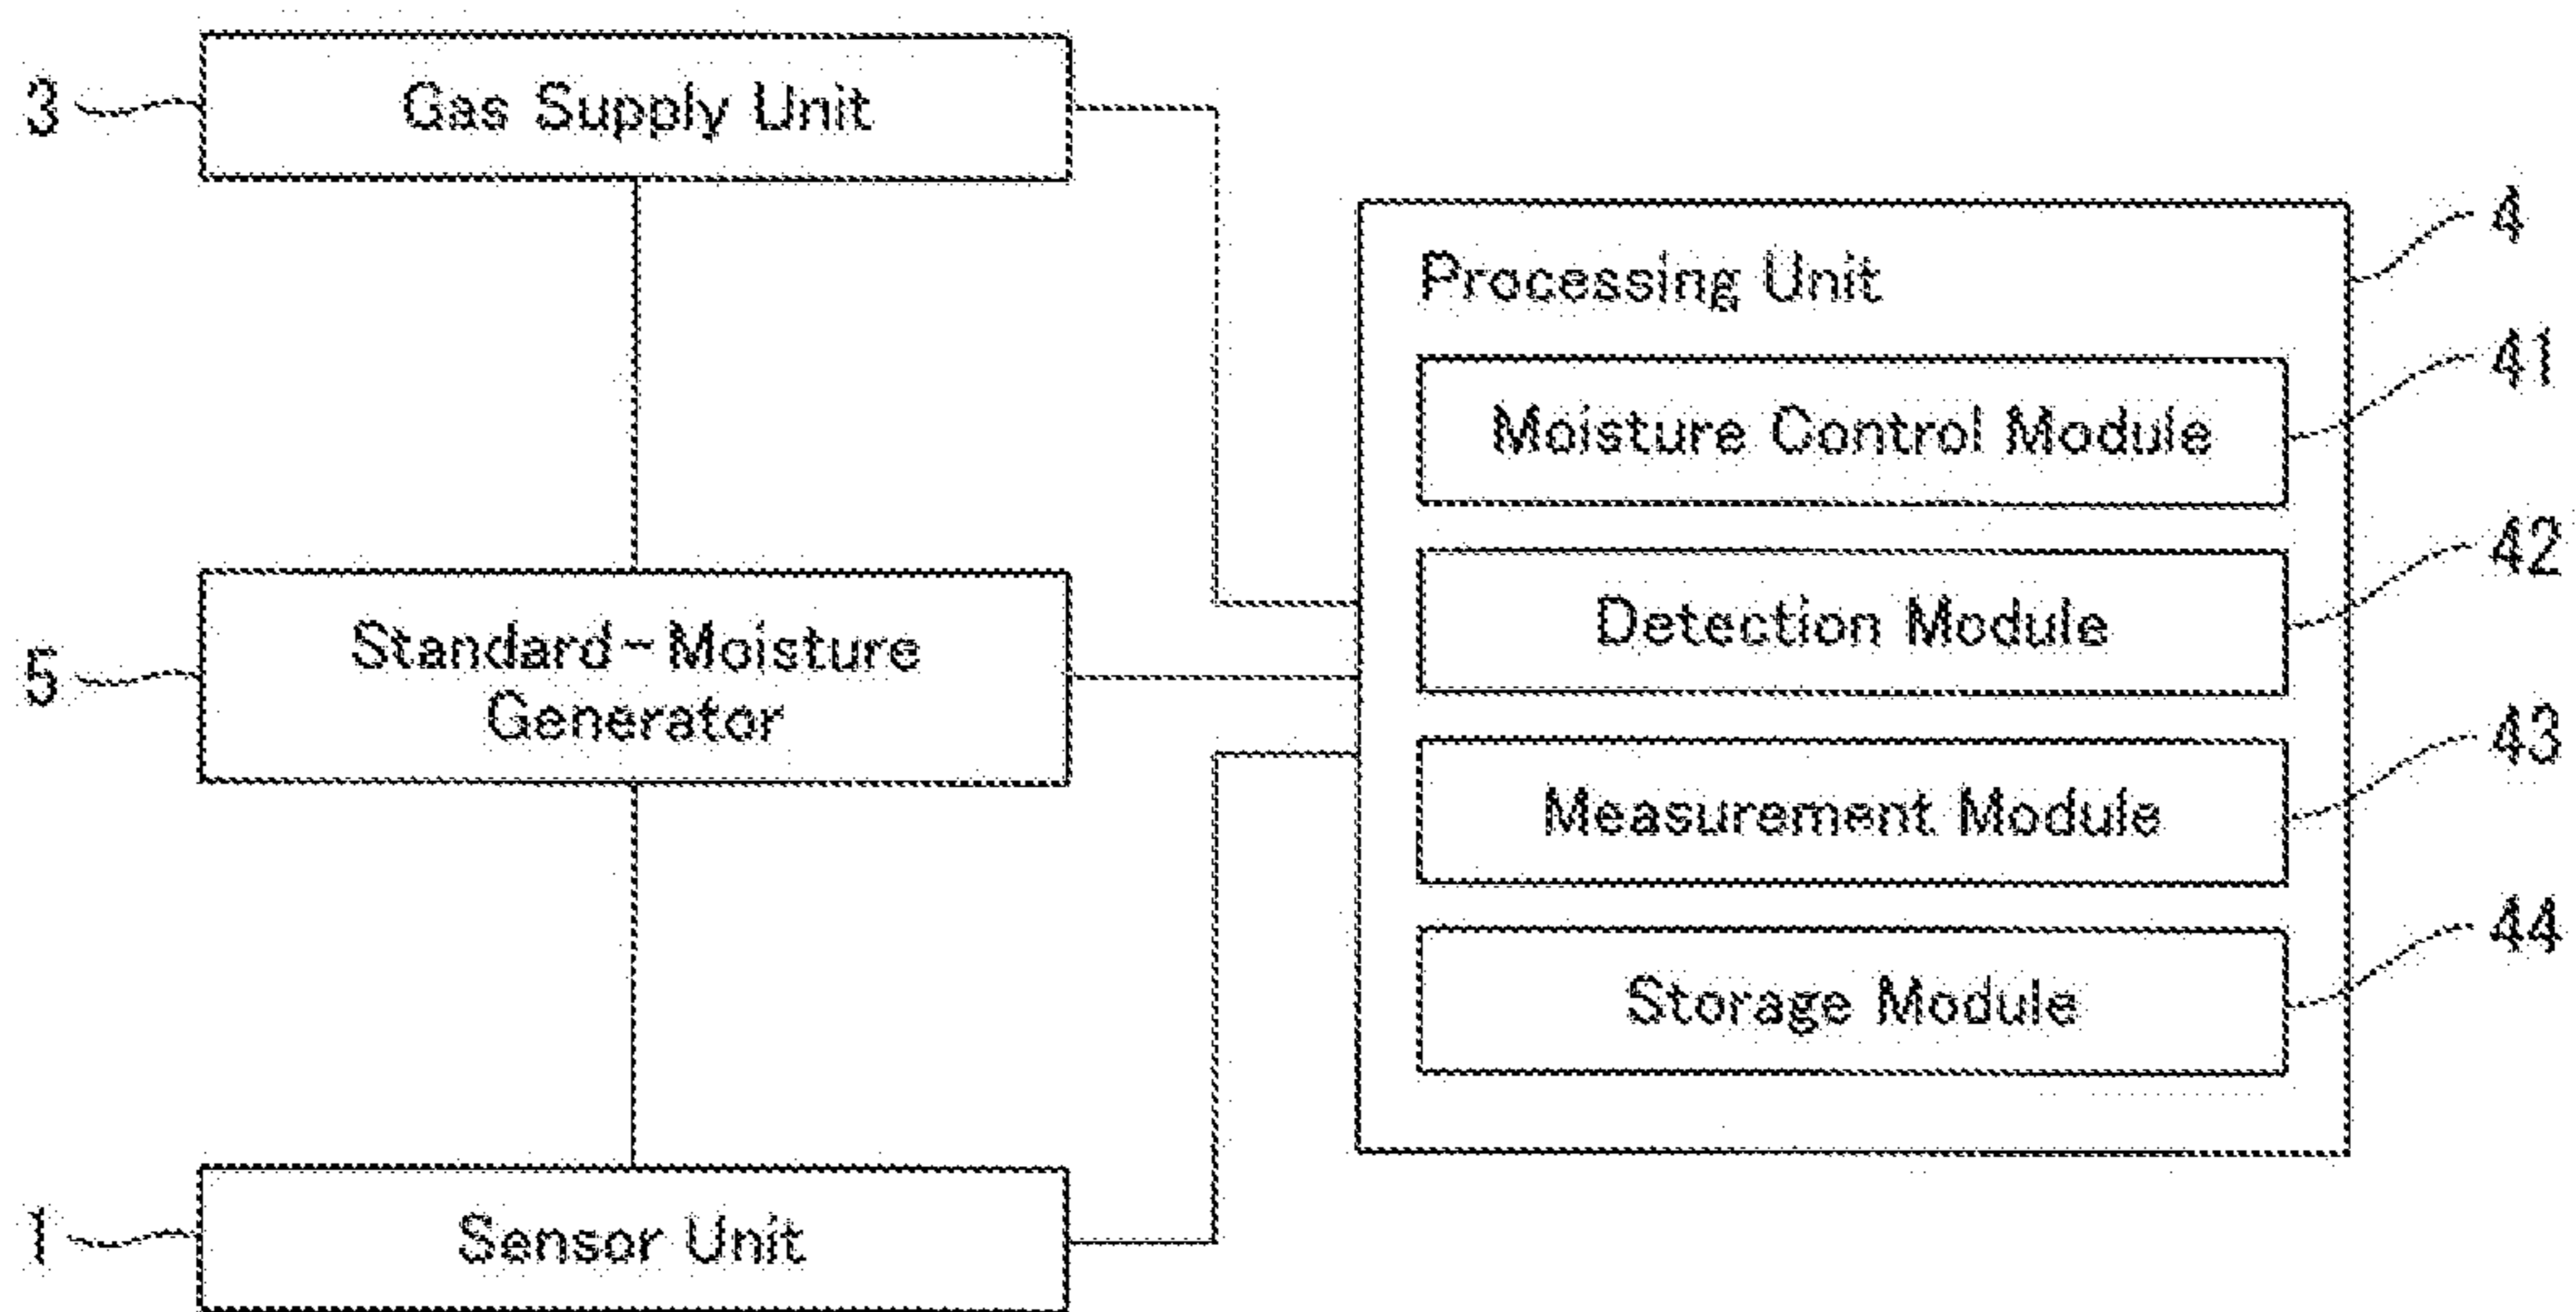 3
Gas Supply Unit
5
Standard-Moisture
Generator
1
Sensor Unit
Processing Unit
4
Moisture Control Module
41
Detection Module
42
Measurement Module
43
Storage Module
44